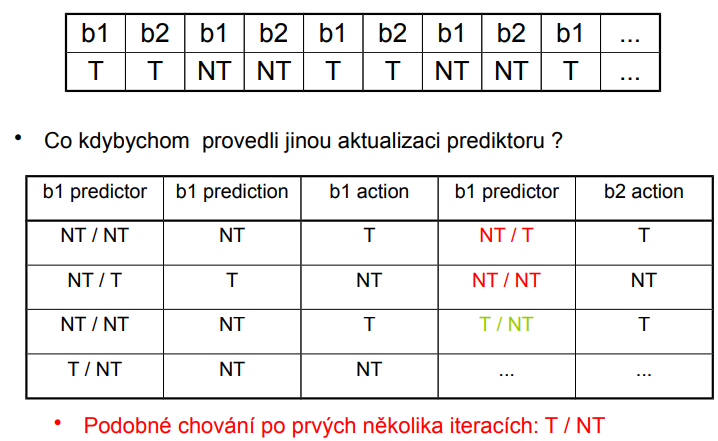 b1 b2 b1 b2 b1 b2 b1 b2 b1 ...
T T NT NT T T NT NT T ...
• Co kdybychom provedli jinou aktualizaci prediktoru ?
b1 predictor b1 prediction b1 action b1 predictor b2 action
NT / NT NT T NT / T T
NT / T T NT NT / NT NT
NT / NT NT T T / NT T
T / NT NT NT ... ...
• Podobné chování po prvých několika iteracích: T / NT